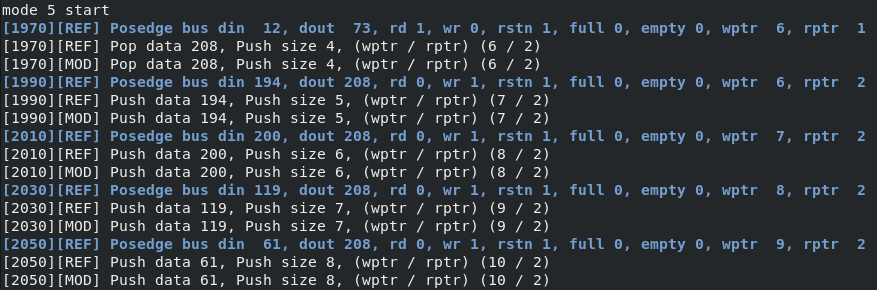 mode 5 start
[1970][REF] Posedge bus din  12, dout  73, rd 1, wr 0, rstn 1, full 0, empty 0, wptr  6, rptr  1
[1970][REF] Pop data 208, Push size 4, (wptr / rptr) (6 / 2)
[1970][MOD] Pop data 208, Push size 4, (wptr / rptr) (6 / 2)
[1990][REF] Posedge bus din 194, dout 208, rd 0, wr 1, rstn 1, full 0, empty 0, wptr  6, rptr  2
[1990][REF] Push data 194, Push size 5, (wptr / rptr) (7 / 2)
[1990][MOD] Push data 194, Push size 5, (wptr / rptr) (7 / 2)
[2010][REF] Posedge bus din 200, dout 208, rd 0, wr 1, rstn 1, full 0, empty 0, wptr  7, rptr  2
[2010][REF] Push data 200, Push size 6, (wptr / rptr) (8 / 2)
[2010][MOD] Push data 200, Push size 6, (wptr / rptr) (8 / 2)
[2030][REF] Posedge bus din 119, dout 208, rd 0, wr 1, rstn 1, full 0, empty 0, wptr  8, rptr  2
[2030][REF] Push data 119, Push size 7, (wptr / rptr) (9 / 2)
[2030][MOD] Push data 119, Push size 7, (wptr / rptr) (9 / 2)
[2050][REF] Posedge bus din  61, dout 208, rd 0, wr 1, rstn 1, full 0, empty 0, wptr  9, rptr  2
[2050][REF] Push data 61, Push size 8, (wptr / rptr) (10 / 2)
[2050][MOD] Push data 61, Push size 8, (wptr / rptr) (10 / 2)